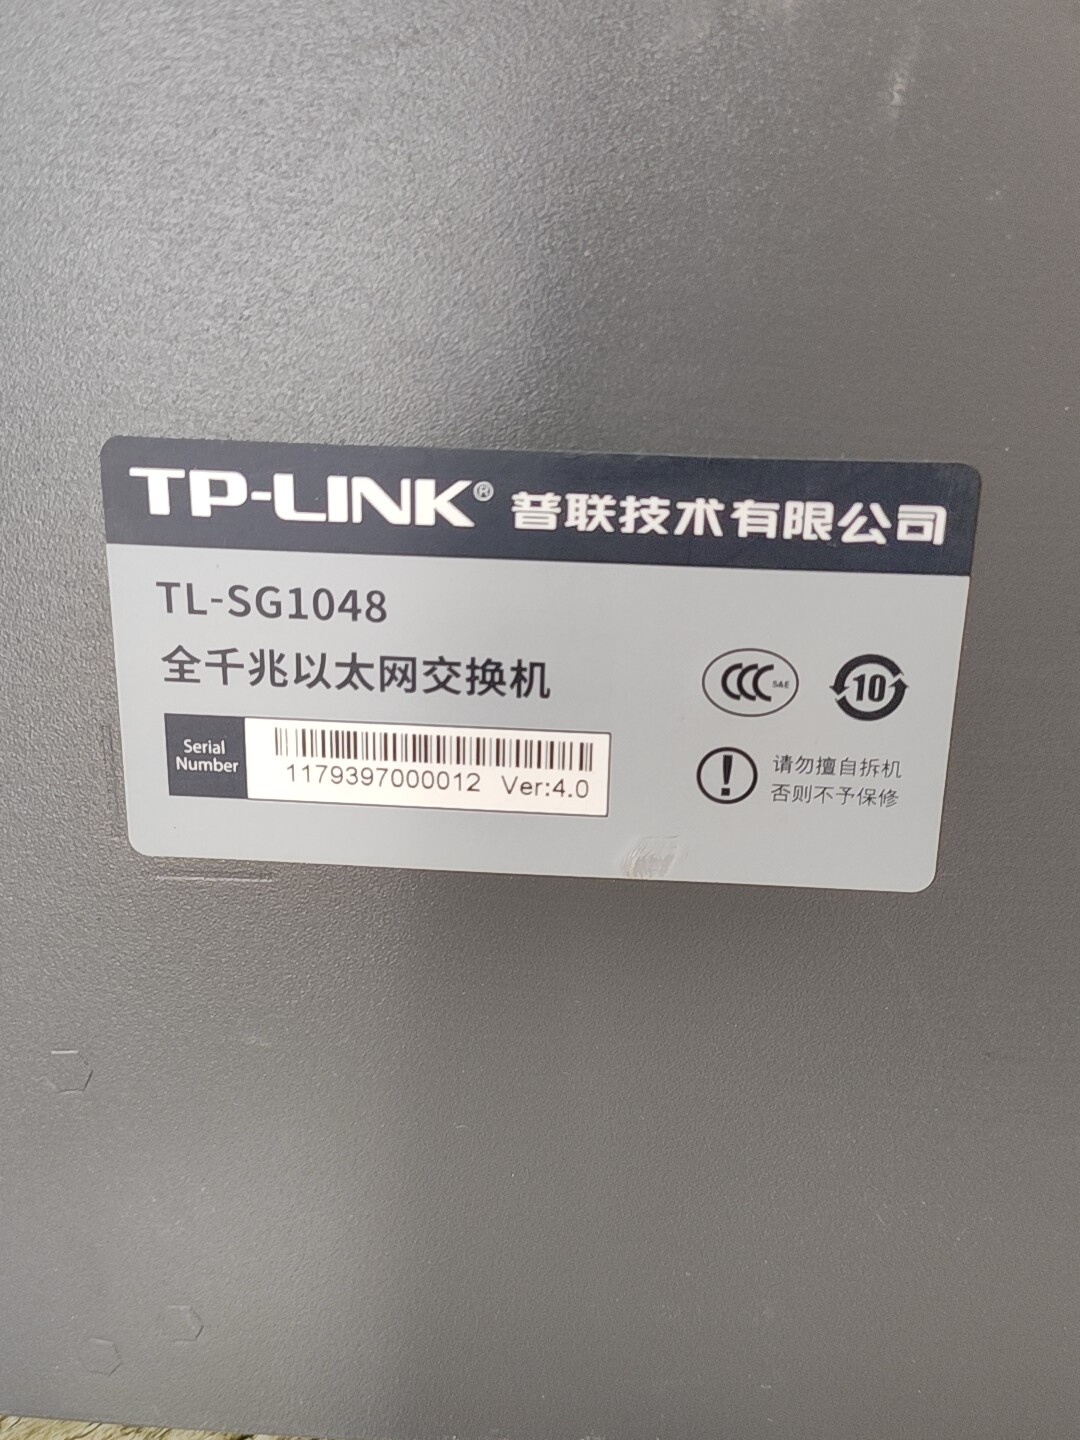 TP-LINK® 普联技术有限公司
TL-SG1048
全千兆以太网交换机
CCC S&E
10
Serial
Number
1179397000012 Ver:4.0
请勿擅自拆机
否则不予保修